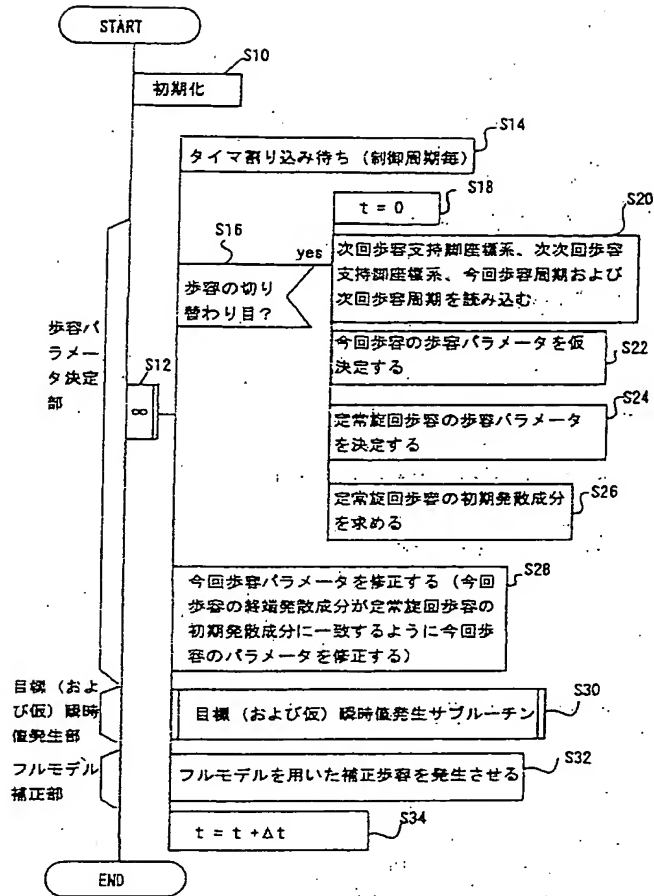 START
S10
初期化
S14
タイマ割り込み待ち（制御周期毎）
S18
t = 0
S20
S16
yes
次回歩容支持脚座標系、次次回歩容
支持脚座標系、今回歩容周期および
次回歩容周期を読み込む
歩容の切り
替わり目？
S22
今回歩容の歩容パラメータを仮
決定する
歩容パ
ラメー
タ決定
部
S12
∞
S24
定常旋回歩容の歩容パラメータ
を決定する
S26
定常旋回歩容の初期発散成分
を求める
S28
今回歩容パラメータを修正する（今回
歩容の終端発散成分が定常旋回歩容の
初期発散成分に一致するように今回歩
容のパラメータを修正する）
目標（およ
び仮）瞬時
値発生部
S30
目標（および仮）瞬時値発生サブルーチン
フルモデル
補正部
S32
フルモデルを用いた補正歩容を発生させる
S34
t = t +Δt
END